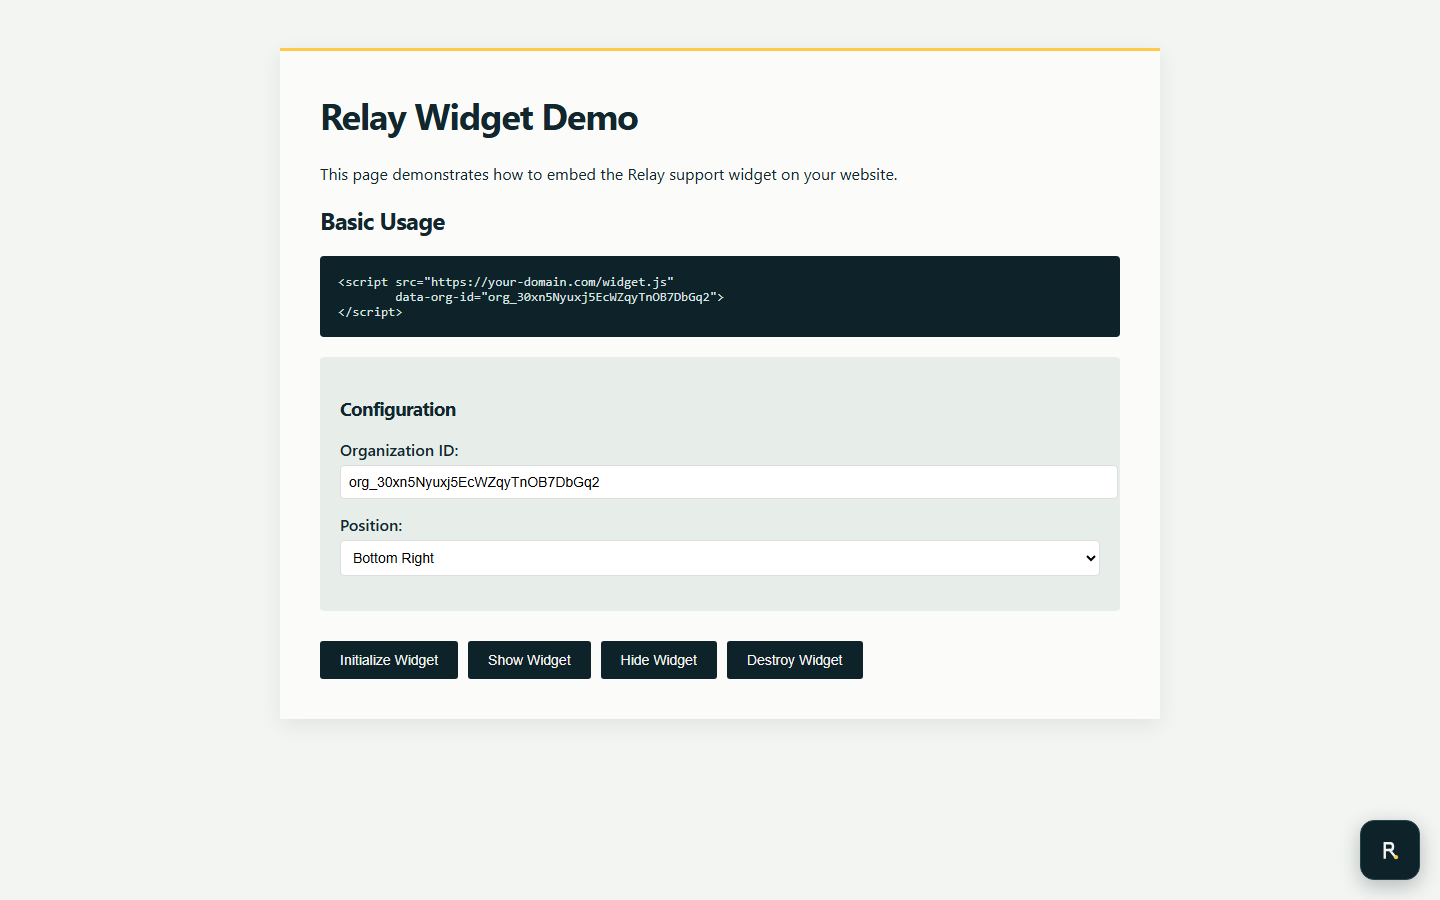 Relay Widget Demo
This page demonstrates how to embed the Relay support widget on your website.
Basic Usage
<script src="https://your-domain.com/widget.js"
data-org-id="org_30xn5Nyuxj5EcWZqyTnOB7DbGq2">
</script>
Configuration
Organization ID:
org_30xn5Nyuxj5EcWZqyTnOB7DbGq2
Position:
Bottom Right
Initialize Widget Show Widget Hide Widget Destroy Widget
R.